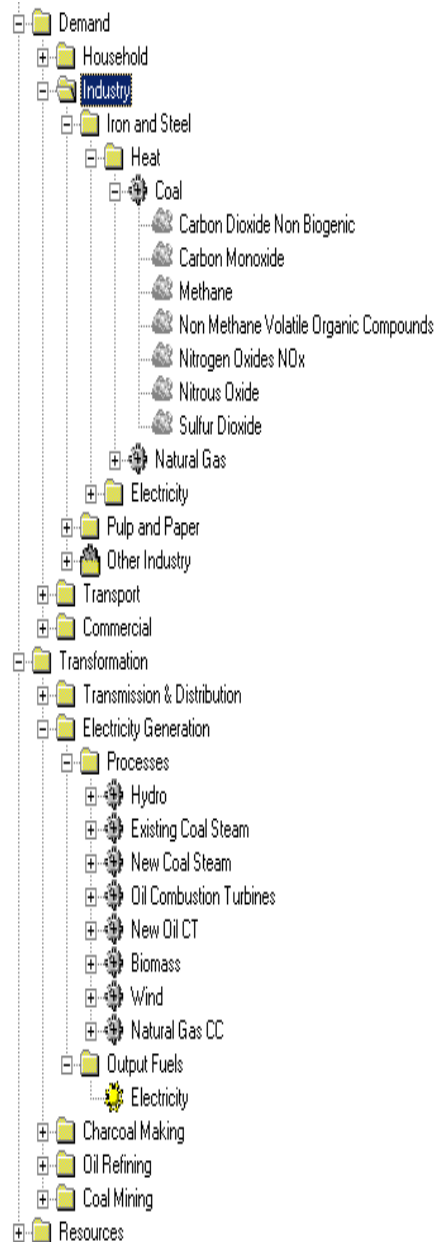 Demand
Household
Industry
Iron and Steel
Heat
Coal
Carbon Dioxide Non Biogenic
Carbon Monoxide
Methane
Non Methane Volatile Organic Compounds
Nitrogen Oxides NOx
Nitrous Oxide
Sulfur Dioxide
Natural Gas
Electricity
Pulp and Paper
Other Industry
Transport
Commercial
Transformation
Transmission & Distribution
Electricity Generation
Processes
Hydro
Existing Coal Steam
New Coal Steam
Oil Combustion Turbines
New Oil CT
Biomass
Wind
Natural Gas CC
Output Fuels
Electricity
Charcoal Making
Oil Refining
Coal Mining
Resources